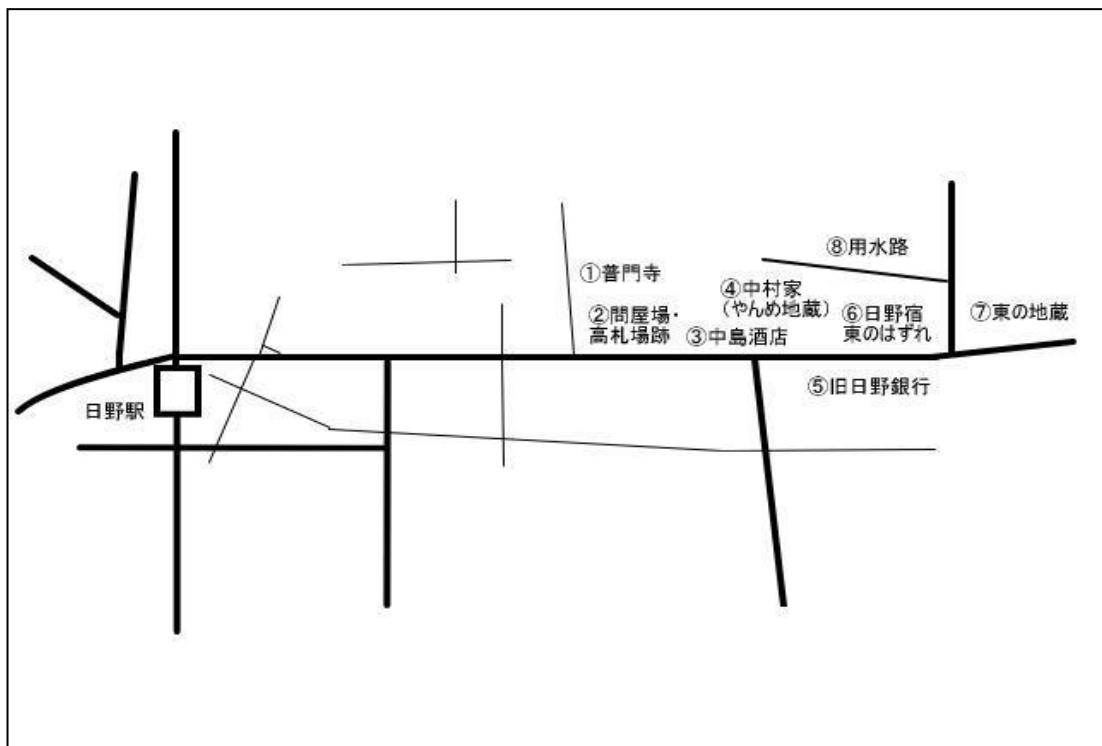 ⑧用水路
①普門寺
④中村家
(やんめ地蔵)
②問屋場・
高札場跡
③中島酒店
⑥日野宿
東のはずれ
⑦東の地蔵
⑤旧日野銀行
日野駅